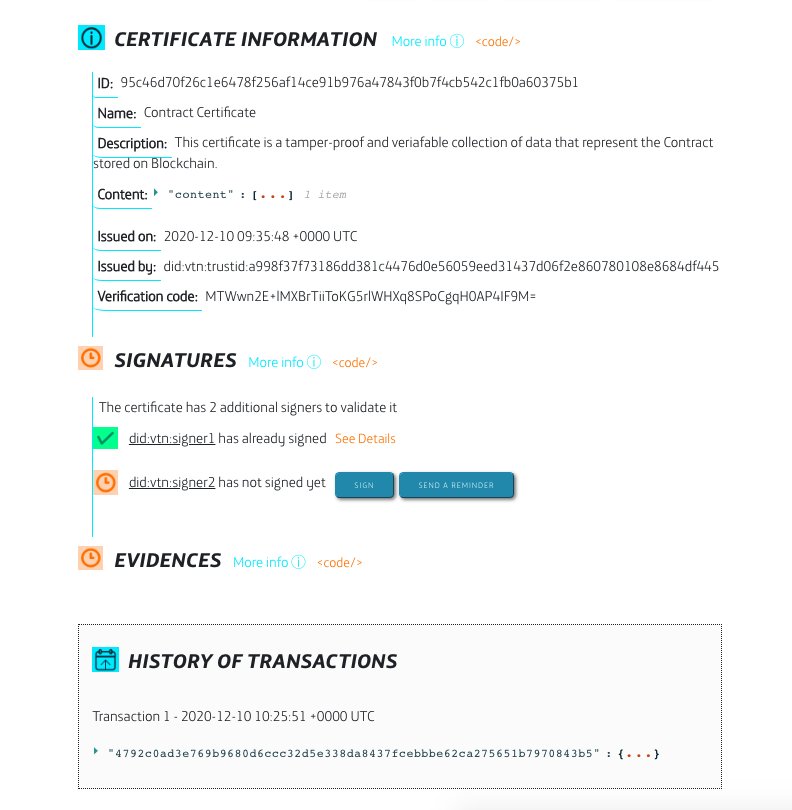 CERTIFICATE INFORMATION More info ⓘ <code/>
ID: 95c46d70f26c1e6478f256af14ce91b976a47843f0b7f4cb542c1fb0a60375b1
Name: Contract Certificate
Description: This certificate is a tamper-proof and veriafable collection of data that represent the Contract
stored on Blockchain.
Content: "content" : [...] 1 item
Issued on: 2020-12-10 09:35:48 +0000 UTC
Issued by: did:vtn:trustid:a998f37f73186dd381c4476d0e56059eed31437d06f2e860780108e8684df445
Verification code: MTWwn2E+lMXBrTiiToKG5rlWHXq8SPoCgqH0AP4IF9M=
SIGNATURES More info ⓘ <code/>
The certificate has 2 additional signers to validate it
did:vtn:signer1 has already signed See Details
did:vtn:signer2 has not signed yet SIGN SEND A REMINDER
EVIDENCES More info ⓘ <code/>
HISTORY OF TRANSACTIONS
Transaction 1 - 2020-12-10 10:25:51 +0000 UTC
"4792c0ad3e769b9680d6ccc32d5e338da8437fcebbbe62ca275651b7970843b5" : {...}